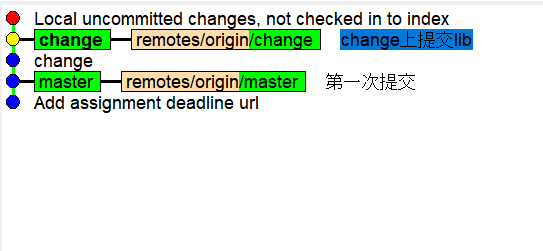 Local uncommitted changes, not checked in to index
change remotes/origin/change change上提交lib
change
master remotes/origin/master 第一次提交
Add assignment deadline url